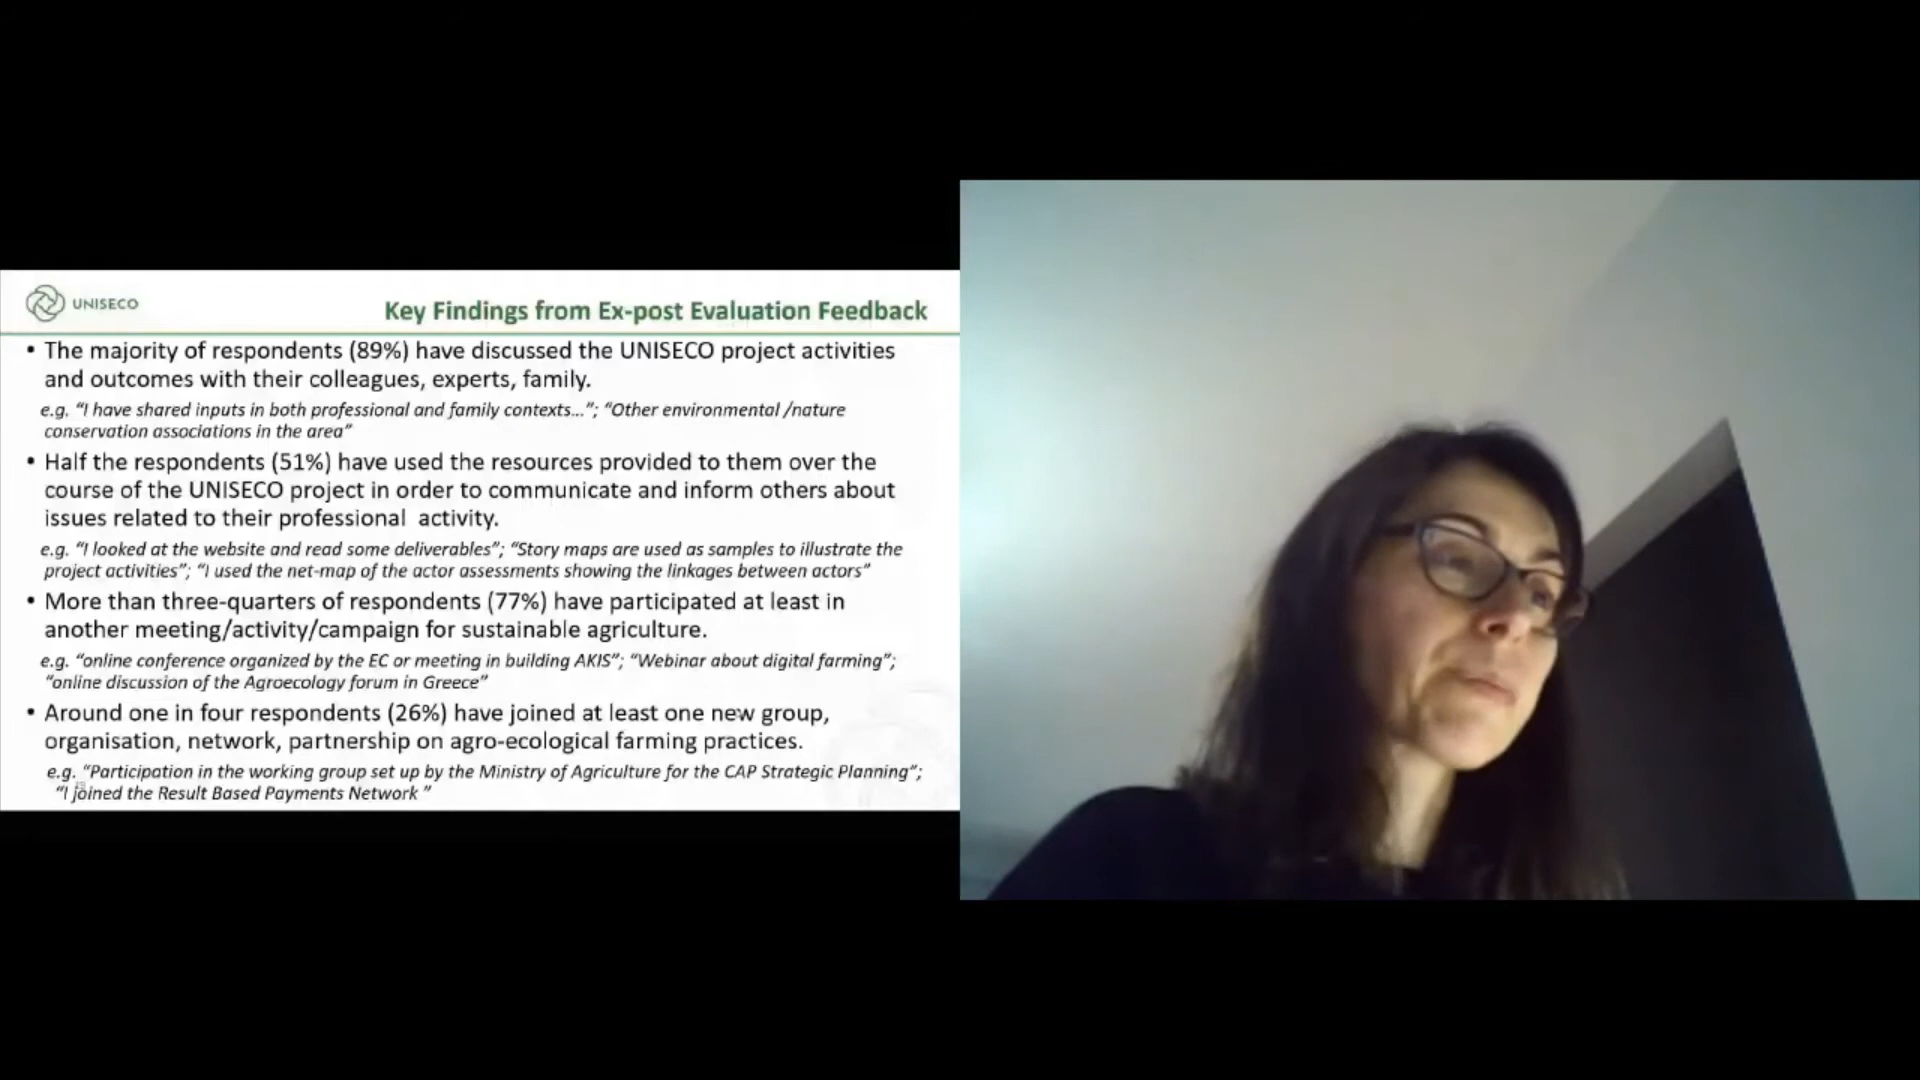 UNISECO
Key Findings from Ex-post Evaluation Feedback
• The majority of respondents (89%) have discussed the UNISECO project activities
and outcomes with their colleagues, experts, family.
e.g. “I have shared inputs in both professional and family contexts...”; “Other environmental /nature
conservation associations in the area”
• Half the respondents (51%) have used the resources provided to them over the
course of the UNISECO project in order to communicate and inform others about
issues related to their professional activity.
e.g. “I looked at the website and read some deliverables”; “Story maps are used as samples to illustrate the
project activities”; “I used the net-map of the actor assessments showing the linkages between actors”
• More than three-quarters of respondents (77%) have participated at least in
another meeting/activity/campaign for sustainable agriculture.
e.g. “online conference organized by the EC or meeting in building AKIS”; “Webinar about digital farming”;
“online discussion of the Agroecology forum in Greece”
• Around one in four respondents (26%) have joined at least one new group,
organisation, network, partnership on agro-ecological farming practices.
e.g. “Participation in the working group set up by the Ministry of Agriculture for the CAP Strategic Planning”;
“I joined the Result Based Payments Network ”